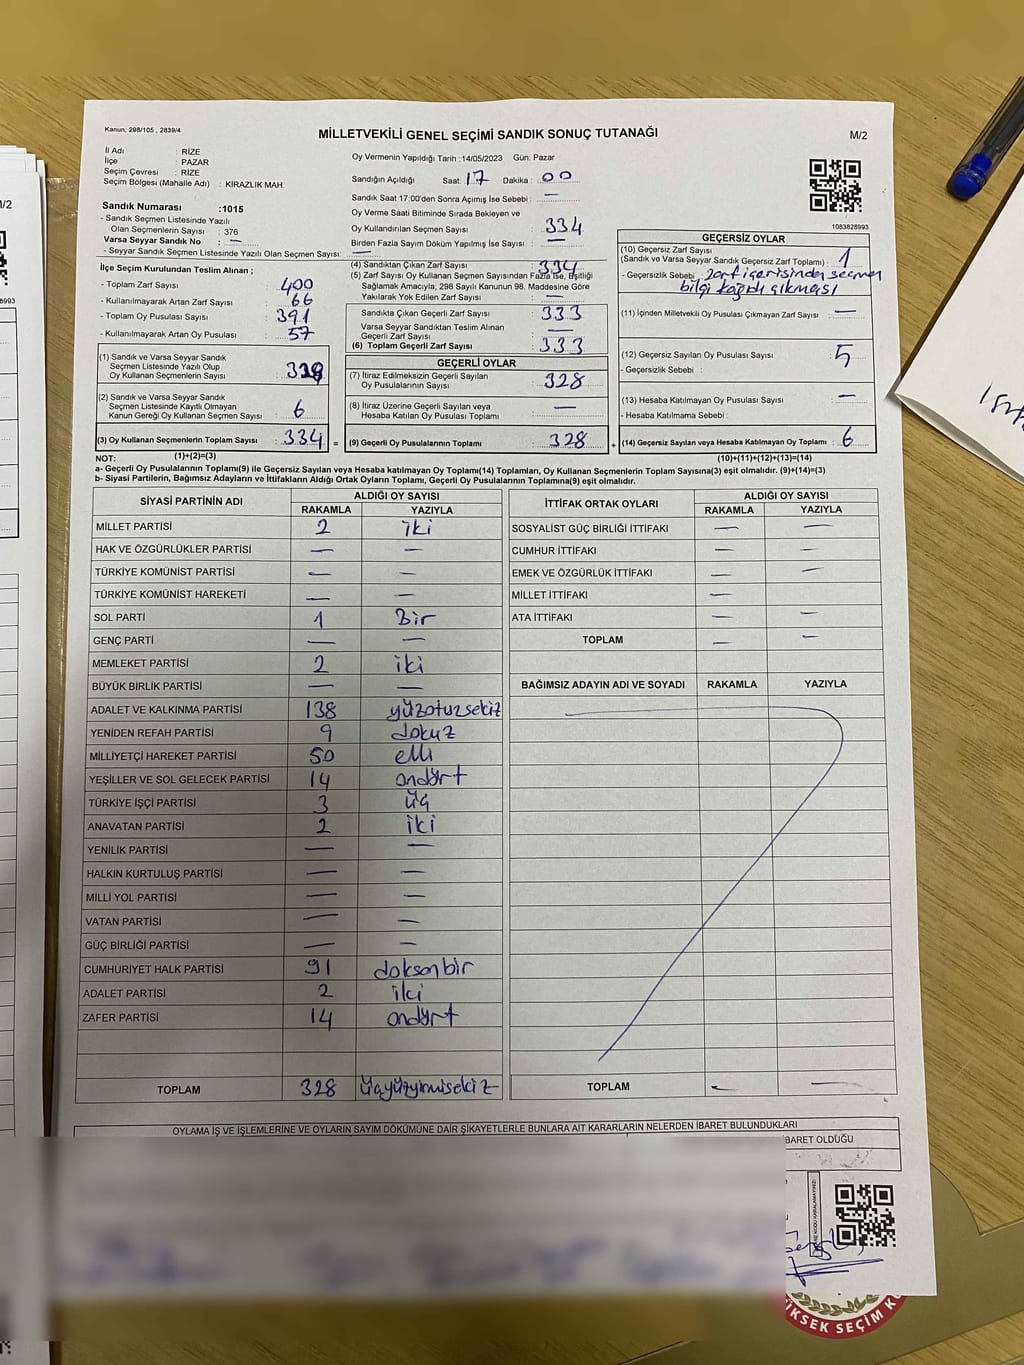 Kanun; 298/105 , 2839/4
MİLLETVEKİLİ GENEL SEÇİMİ SANDIK SONUÇ TUTANAĞI
M/2
İl Adı : RİZE
İlçe : PAZAR
Seçim Çevresi : RİZE
Seçim Bölgesi (Mahalle Adı) : KİRAZLIK MAH.
Sandık Numarası :1015
- Sandık Seçmen Listesinde Yazılı
Olan Seçmenlerin Sayısı : 376
Varsa Seyyar Sandık No : —
- Seyyar Sandık Seçmen Listesinde Yazılı Olan Seçmen Sayısı: —
İlçe Seçim Kurulundan Teslim Alınan ;
- Toplam Zarf Sayısı : 400
- Kullanılmayarak Artan Zarf Sayısı : 66
- Toplam Oy Pusulası Sayısı : 391
- Kullanılmayarak Artan Oy Pusulası : 57
(1) Sandık ve Varsa Seyyar Sandık
Seçmen Listesinde Yazılı Olup
Oy Kullanan Seçmenlerin Sayısı : 328
(2) Sandık ve Varsa Seyyar Sandık
Seçmen Listesinde Kayıtlı Olmayan
Kanun Gereği Oy Kullanan Seçmen Sayısı : 6
(3) Oy Kullanan Seçmenlerin Toplam Sayısı : 334 =
(1)+(2)=(3)
Oy Vermenin Yapıldığı Tarih :14/05/2023 Gün: Pazar
Sandığın Açıldığı Saat: 17 Dakika : 00
Sandık Saat 17:00'den Sonra Açımış İse Sebebi : —
Oy Verme Saati Bitiminde Sırada Bekleyen ve
Oy Kullandırılan Seçmen Sayısı : 334
Birden Fazla Sayım Döküm Yapılmış İse Sayısı : —
(4) Sandıktan Çıkan Zarf Sayısı : 334
(5) Zarf Sayısı Oy Kullanan Seçmen Sayısından Fazla İse, Eşitliği
Sağlamak Amacıyla, 298 Sayılı Kanunun 98. Maddesine Göre
Yakılarak Yok Edilen Zarf Sayısı : —
Sandıkta Çıkan Geçerli Zarf Sayısı : 333
Varsa Seyyar Sandıktan Teslim Alınan
Geçerli Zarf Sayısı : —
(6) Toplam Geçerli Zarf Sayısı : 333
GEÇERLİ OYLAR
(7) İtiraz Edilmeksizin Geçerli Sayılan
Oy Pusulalarının Sayısı : 328
(8) İtiraz Üzerine Geçerli Sayılan veya
Hesaba Katılan Oy Pusulası Toplamı : —
(9) Geçerli Oy Pusulalarının Toplamı : 328 +
1083828993
GEÇERSİZ OYLAR
(10) Geçersiz Zarf Sayısı
(Sandık ve Varsa Seyyar Sandık Geçersiz Zarf Toplamı) : 1
- Geçersizlik Sebebi : zarf içerisinden seçmen
bilgi kağıdı çıkması
(11) İçinden Milletvekili Oy Pusulası Çıkmayan Zarf Sayısı : —
(12) Geçersiz Sayılan Oy Pusulası Sayısı : 5
- Geçersizlik Sebebi :
(13) Hesaba Katılmayan Oy Pusulası Sayısı : —
- Hesaba Katılmama Sebebi :
(14) Geçersiz Sayılan veya Hesaba Katılmayan Oy Toplamı : 6
(10)+(11)+(12)+(13)=(14)
NOT:
a- Geçerli Oy Pusulalarının Toplamı(9) ile Geçersiz Sayılan veya Hesaba katılmayan Oy Toplamı(14) Toplamları, Oy Kullanan Seçmenlerin Toplam Sayısına(3) eşit olmalıdır. (9)+(14)=(3)
b- Siyasi Partilerin, Bağımsız Adayların ve İttifakların Aldığı Ortak Oyların Toplamı, Geçerli Oy Pusulalarının Toplamına(9) eşit olmalıdır.
SİYASİ PARTİNİN ADI ALDIĞI OY SAYISI
RAKAMLA YAZIYLA
MİLLET PARTİSİ 2 iki
HAK VE ÖZGÜRLÜKLER PARTİSİ — —
TÜRKİYE KOMÜNİST PARTİSİ — —
TÜRKİYE KOMÜNİST HAREKETİ — —
SOL PARTİ 1 Bir
GENÇ PARTİ — —
MEMLEKET PARTİSİ 2 iki
BÜYÜK BİRLİK PARTİSİ — —
ADALET VE KALKINMA PARTİSİ 138 yüzotuzsekiz
YENİDEN REFAH PARTİSİ 9 dokuz
MİLLİYETÇİ HAREKET PARTİSİ 50 elli
YEŞİLLER VE SOL GELECEK PARTİSİ 14 ondört
TÜRKİYE İŞÇİ PARTİSİ 3 üç
ANAVATAN PARTİSİ 2 iki
YENİLİK PARTİSİ — —
HALKIN KURTULUŞ PARTİSİ — —
MİLLİ YOL PARTİSİ — —
VATAN PARTİSİ — —
GÜÇ BİRLİĞİ PARTİSİ — —
CUMHURİYET HALK PARTİSİ 91 doksanbir
ADALET PARTİSİ 2 iki
ZAFER PARTİSİ 14 ondört
TOPLAM 328 üçyüzyirmisekiz
İTTİFAK ORTAK OYLARI ALDIĞI OY SAYISI
RAKAMLA YAZIYLA
SOSYALİST GÜÇ BİRLİĞİ İTTİFAKI — —
CUMHUR İTTİFAKI — —
EMEK VE ÖZGÜRLÜK İTTİFAKI — —
MİLLET İTTİFAKI —
ATA İTTİFAKI — —
TOPLAM — —
BAĞIMSIZ ADAYIN ADI VE SOYADI RAKAMLA YAZIYLA
TOPLAM — —
OYLAMA İŞ VE İŞLEMLERİNE VE OYLARIN SAYIM DÖKÜMÜNE DAİR ŞİKAYETLERLE BUNLARA AİT KARARLARIN NELERDEN İBARET BULUNDUKLARI
BARET OLDUĞU
KSEK SEÇİM K
M/2
8993